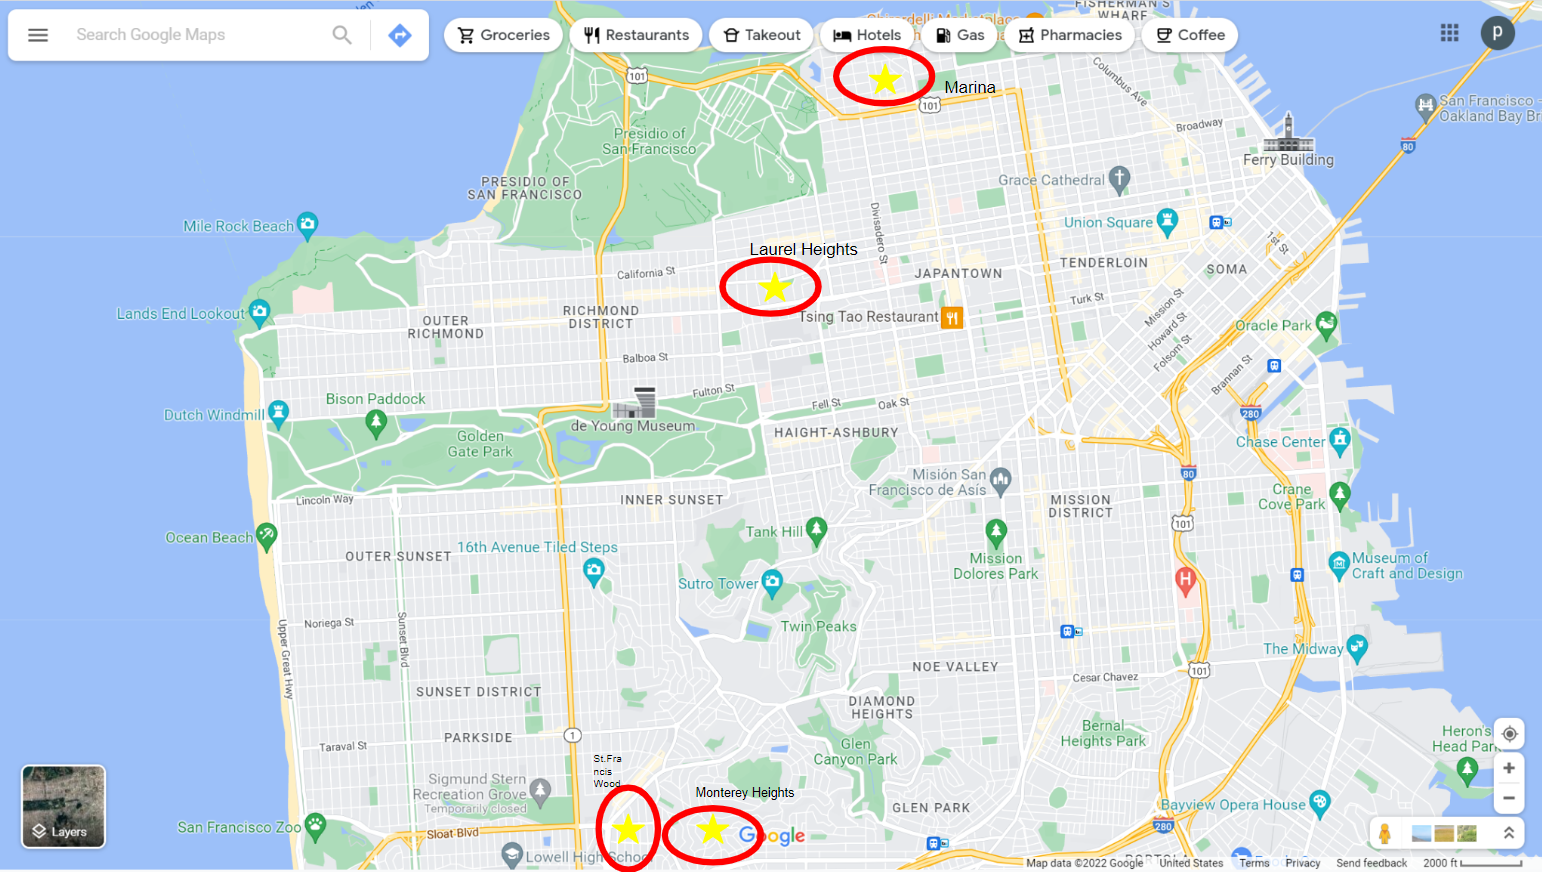 Search Google Maps
Groceries
Restaurants
Takeout
Hotels
Gas
Pharmacies
Coffee
p
FISHERMAN'S
WHARF
101
Marina
101
Columbus Ave
San Francisco -
Oakland Bay Bri
Presidio of
San Francisco
Broadway
80
Ferry Building
PRESIDIO OF
SAN FRANCISCO
Grace Cathedral
Mile Rock Beach
Divisadero St
Union Square
1st St
Laurel Heights
California St
JAPANTOWN
TENDERLOIN
SOMA
Lands End Lookout
OUTER
RICHMOND
RICHMOND
DISTRICT
Tsing Tao Restaurant
Turk St
Mission St
Howard St
Folsom St
Oracle Park
Balboa St
Brannan St
Bison Paddock
Fulton St
Dutch Windmill
de Young Museum
Fell St
Oak St
280
Golden
Gate Park
HAIGHT-ASHBURY
Chase Center
Misión San
Francisco de Asís
80
Lincoln Way
INNER SUNSET
MISSION
DISTRICT
Crane
Cove Park
101
Ocean Beach
OUTER SUNSET
16th Avenue Tiled Steps
Tank Hill
Mission
Dolores Park
Museum of
Craft and Design
Sutro Tower
H
Noriega St
Sunset Blvd
Upper Great Hwy
Twin Peaks
The Midway
NOE VALLEY
Cesar Chavez
101
SUNSET DISTRICT
DIAMOND
HEIGHTS
Taraval St
PARKSIDE
1
Bernal
Heights Park
Heron's
Head Park
Glen
Canyon Park
St.Fra
ncis
Wood
Sigmund Stern
Recreation Grove
Temporarily closed
Monterey Heights
GLEN PARK
Bayview Opera House
Layers
San Francisco Zoo
Sloat Blvd
Google
280
Lowell High School
Map data ©2022 Google
United States
Terms
Privacy
Send feedback
2000 ft